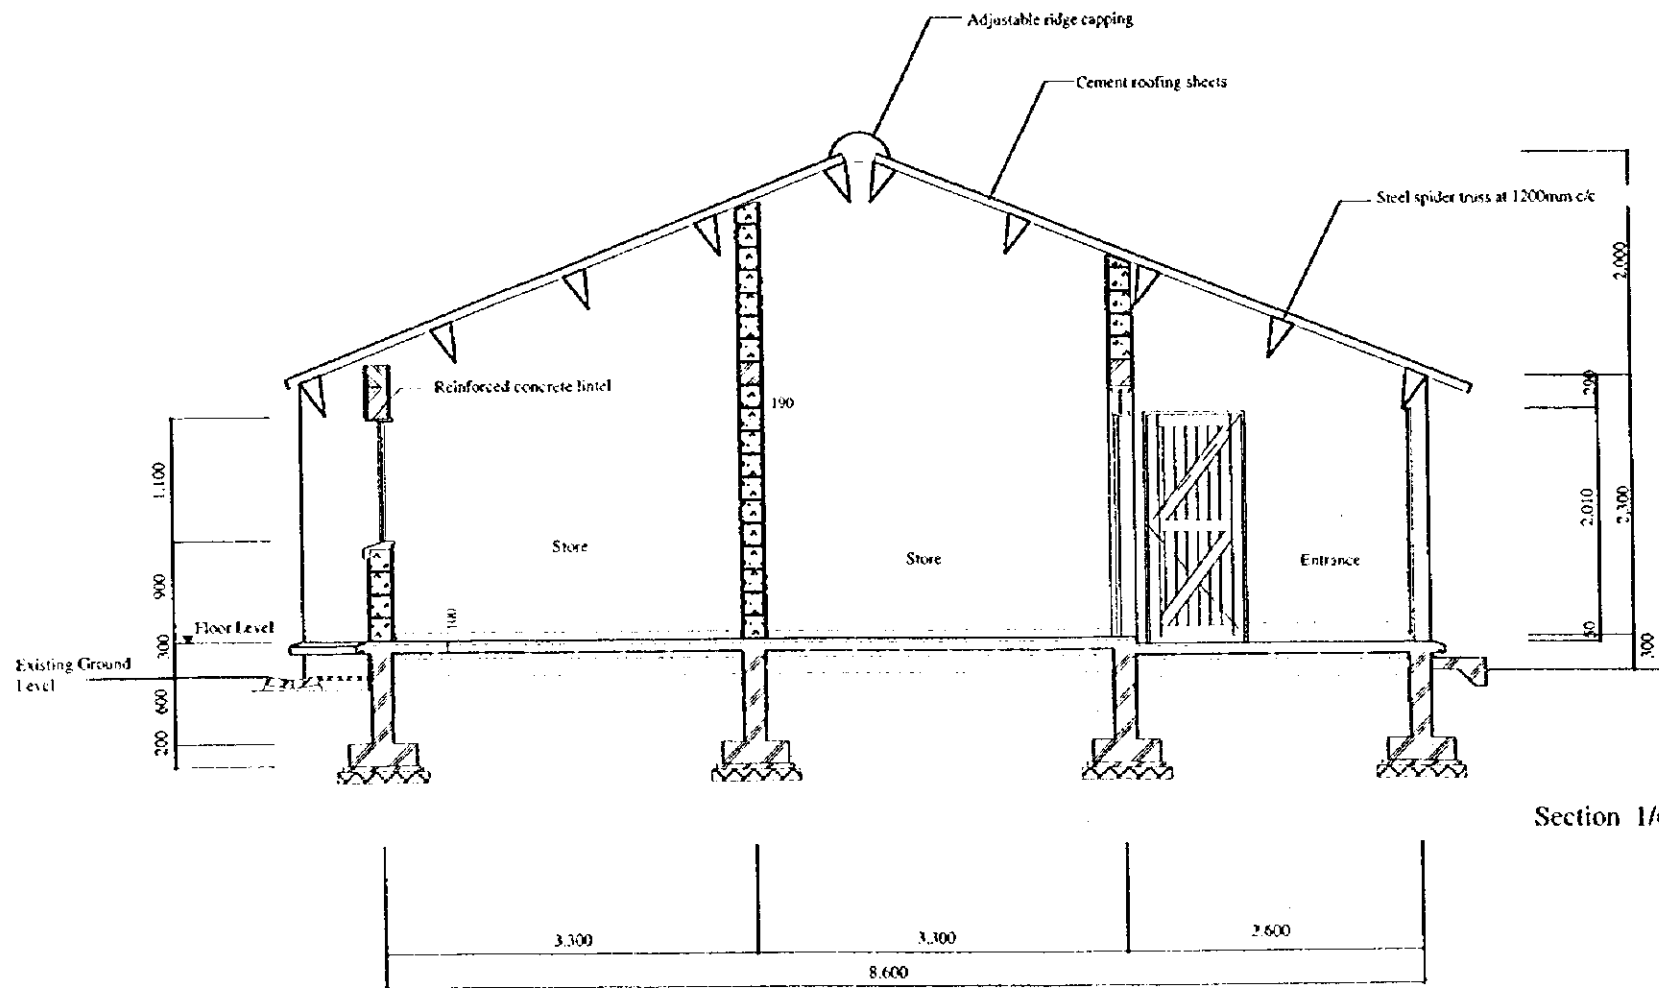 Adjustable ridge capping
Cement roofing sheets
Steel spider truss at 1200mm c/c
2,000
Reinforced concrete lintel
190
290
1,100
2,010
2,300
Store
Store
Entrance
900
Floor Level
100
300
50
300
Existing Ground
Level
600
200
Section 1/
3,300
3,300
2,600
8,600